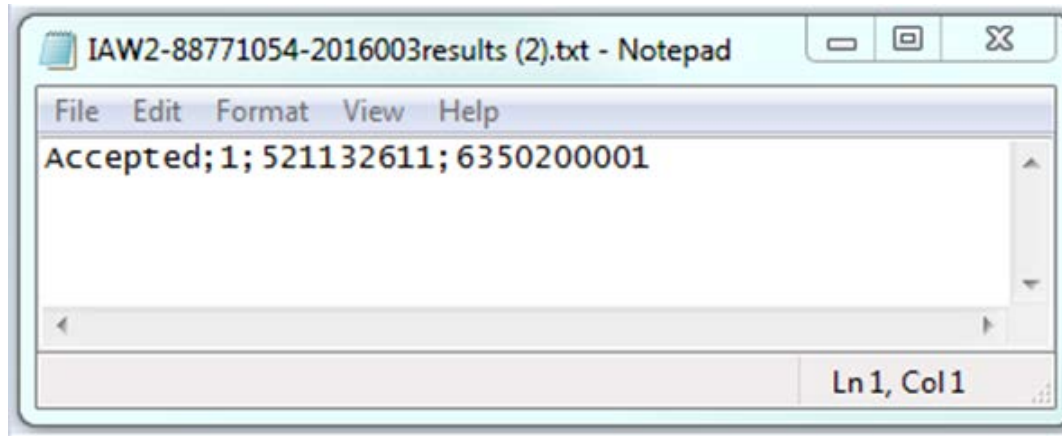 IAW2-88771054-2016003results (2).txt - Notepad
File Edit Format View Help
Accepted;1;521132611;6350200001
Ln 1, Col 1